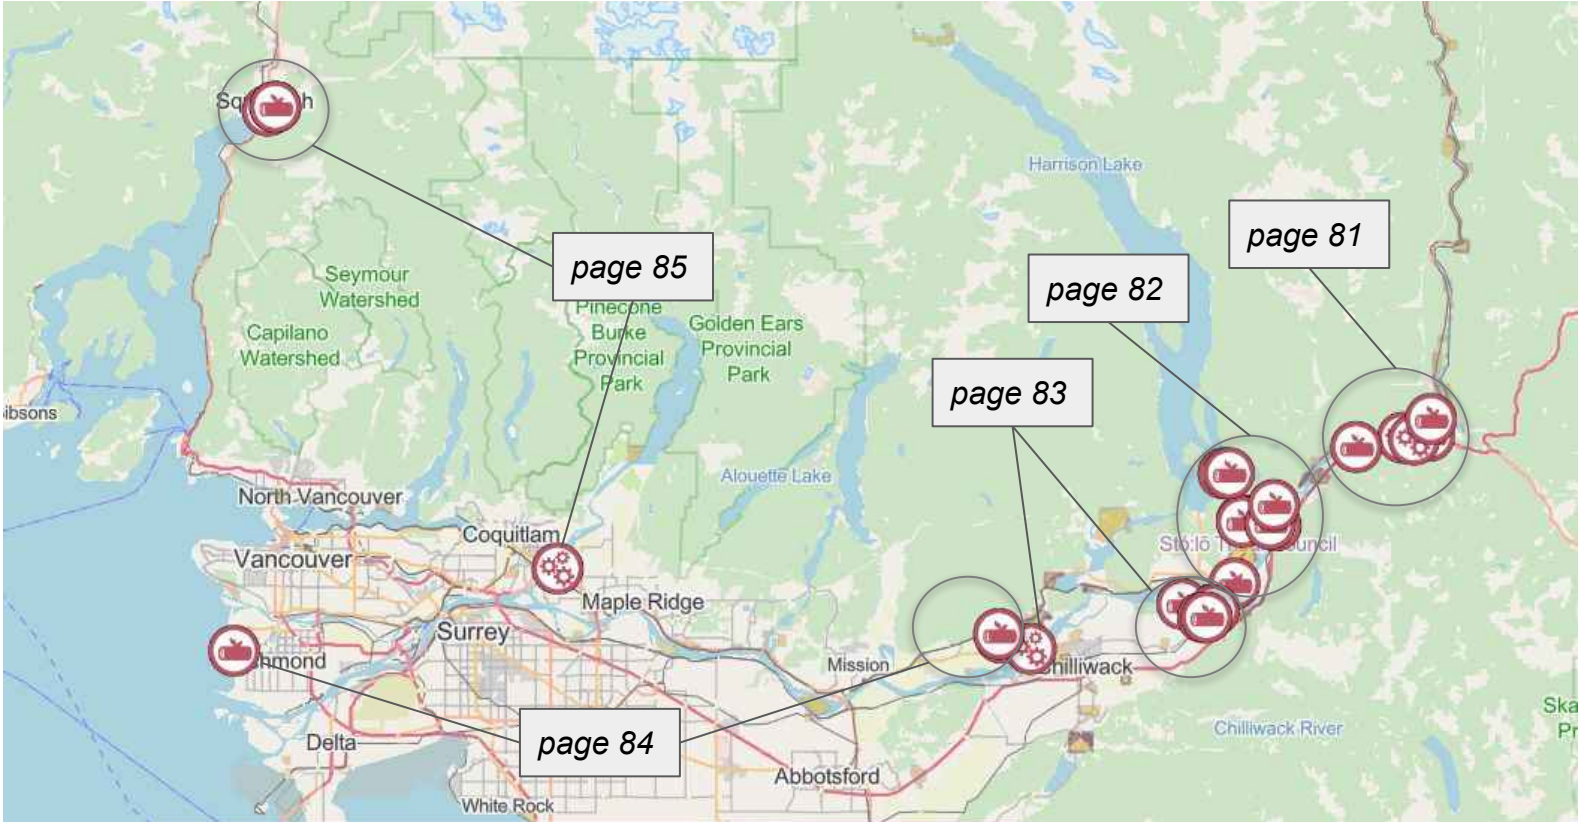 Harrison Lake
page 81
page 85
page 82
Seymour
Watershed
Pinecone
Burke
Provincial
Park
Golden Ears
Provincial
Park
Capilano
Watershed
page 83
Alouette Lake
North Vancouver
Coquitlam
Vancouver
Maple Ridge
Surrey
Mission
Delta
page 84
Chilliwack River
Abbotsford
White Rock